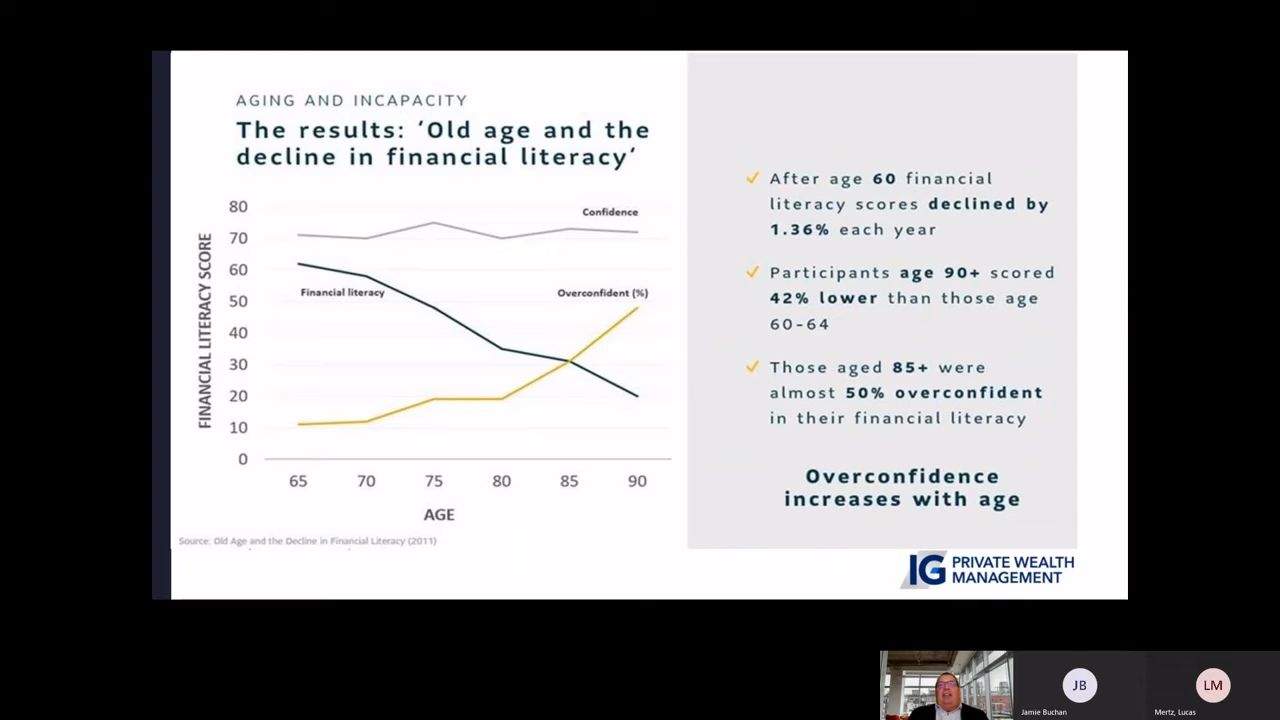 AGING AND INCAPACITY
The results: ‘Old age and the
decline in financial literacy’
FINANCIAL LITERACY SCORE
80
70
60
50
40
30
20
10
0
Confidence
Financial literacy
Overconfident (%)
65 70 75 80 85 90
AGE
Source: Old Age and the Decline in Financial Literacy (2011)
After age 60 financial
literacy scores declined by
1.36% each year
Participants age 90+ scored
42% lower than those age
60-64
Those aged 85+ were
almost 50% overconfident
in their financial literacy
Overconfidence
increases with age
IG PRIVATE WEALTH
MANAGEMENT
JB
Jamie Buchan
LM
Mertz, Lucas